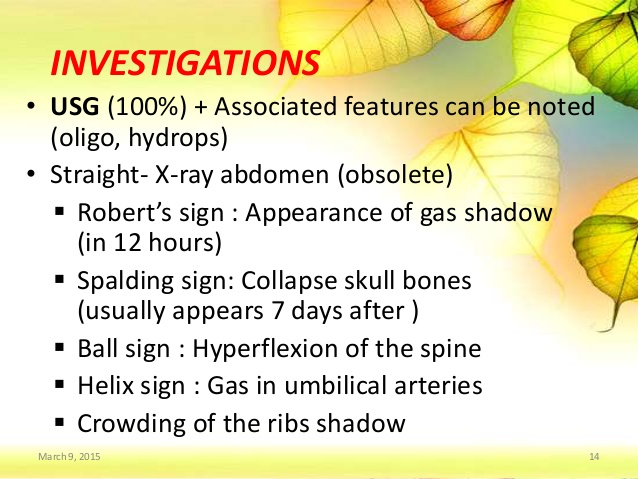 INVESTIGATIONS
• USG (100%) + Associated features can be noted
(oligo, hydrops)
• Straight- X-ray abdomen (obsolete)
▪ Robert’s sign : Appearance of gas shadow
(in 12 hours)
▪ Spalding sign: Collapse skull bones
(usually appears 7 days after )
▪ Ball sign : Hyperflexion of the spine
▪ Helix sign : Gas in umbilical arteries
▪ Crowding of the ribs shadow
March 9, 2015 14